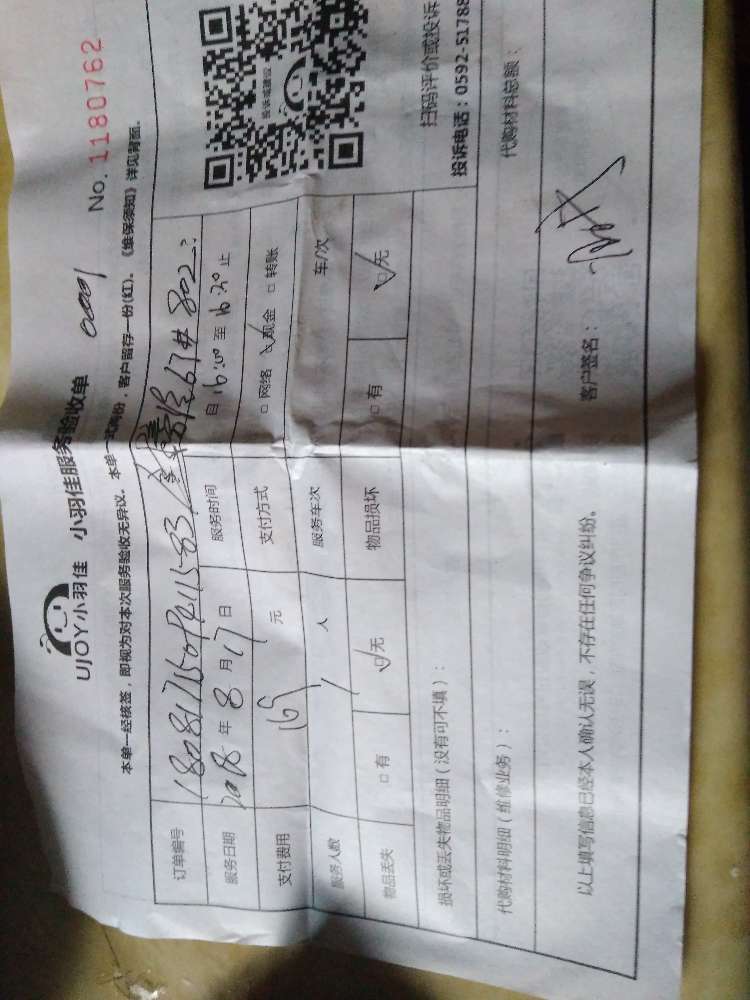 UJOY小羽佳 小羽佳服务验收单 0001 No. 1180762
本单一经核签，即视为对本次服务验收无异议。本单一式两份，客户留存一份(红)。《维保须知》详见背面。
订单编号 67# 802
服务日期 2018 年 8 月 17 日 服务时间 自 16:00 至 16:20 止
支付费用 元 支付方式 □ 网络 ☑ 现金 □ 转账
服务人数 1 人 服务车次 车/次
物品丢失 □ 有 ☑ 无 物品损坏 □ 有 ☑ 无
扫码评价或投诉
投诉电话：0592-51788
损坏或丢失物品明细（没有可不填）：
代购材料明细（维修业务）： 代购材料总额：
以上填写信息已经本人确认无误，不存在任何争议纠纷。 客户签名：